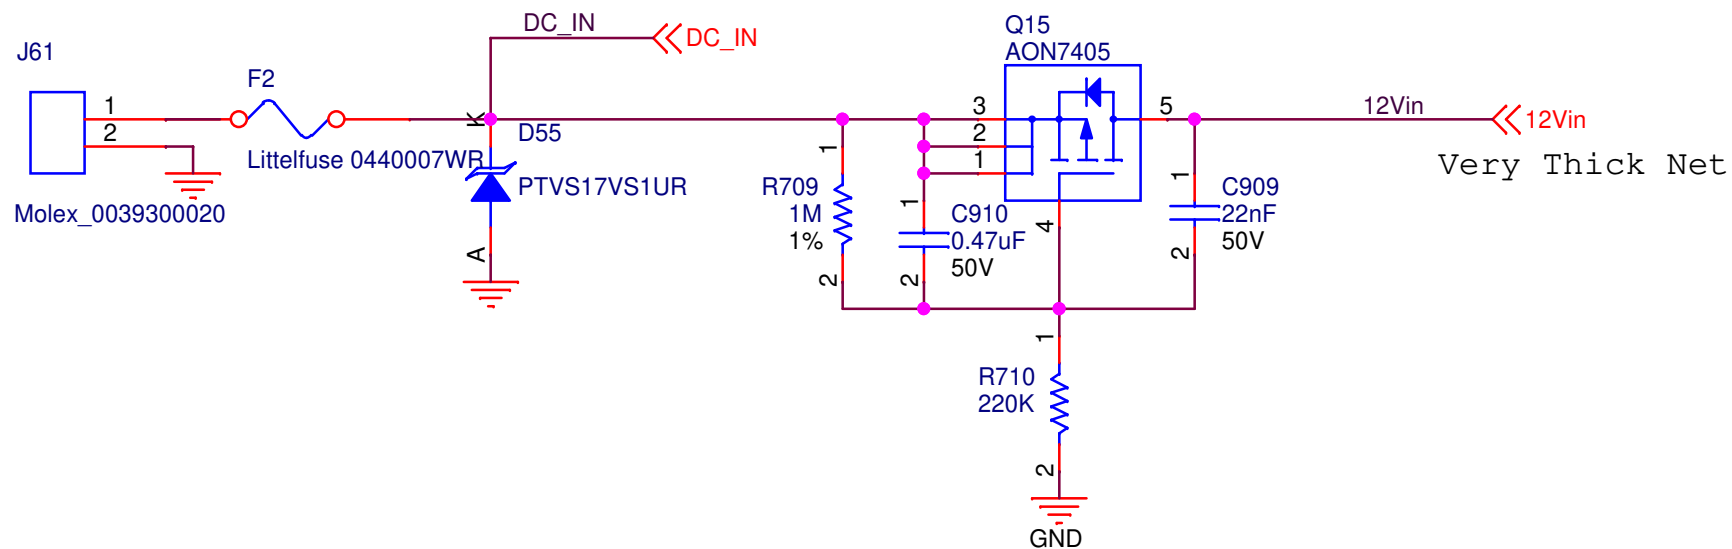 DC_IN
DC_IN
J61
F2
Q15
AON7405
1
2
K
D55
3
2
1
5
12Vin
12Vin
Very Thick Net
Littelfuse 0440007WR
PTVS17VS1UR
Molex_0039300020
A
1
R709
1M
1%
2
1
C910
0.47uF
50V
2
4
1
C909
22nF
50V
2
1
R710
220K
2
GND